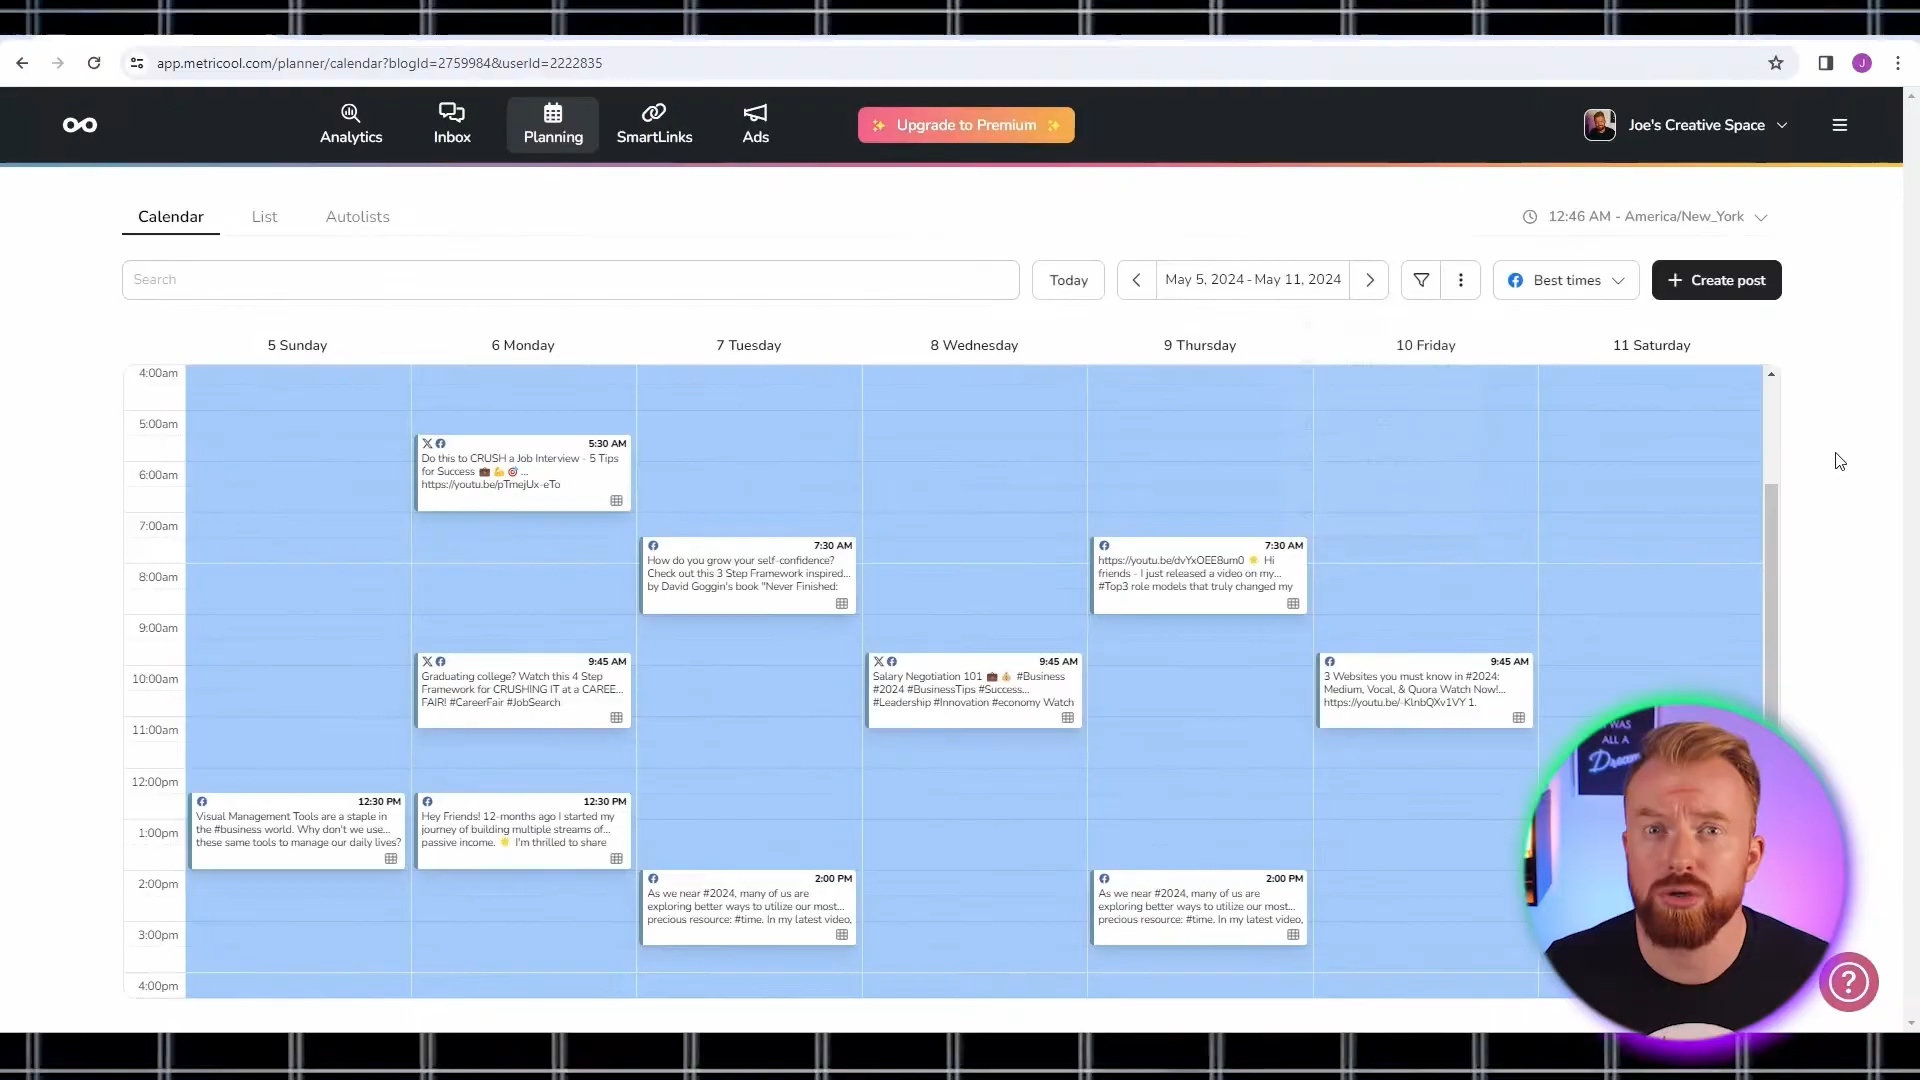 app.metricool.com/planner/calendar?blogId=2759984&userId=2222835
J
Analytics
Inbox
Planning
SmartLinks
Ads
Upgrade to Premium
Joe's Creative Space
Calendar
List
Autolists
12:46 AM - America/New_York
Search
Today
May 5, 2024 - May 11, 2024
Best times
+ Create post
5 Sunday
6 Monday
7 Tuesday
8 Wednesday
9 Thursday
10 Friday
11 Saturday
4:00am
5:00am
5:30 AM
Do this to CRUSH a Job Interview - 5 Tips
for Success 💼 💪 🎯 ...
https://youtu.be/pTmejUx-eTo
6:00am
7:00am
7:30 AM
How do you grow your self-confidence?
Check out this 3 Step Framework inspired...
by David Goggin's book "Never Finished:
7:30 AM
https://youtu.be/dvYxOEE8um0 ☀️ Hi
friends - I just released a video on my...
#Top3 role models that truly changed my
8:00am
9:00am
9:45 AM
Graduating college? Watch this 4 Step
Framework for CRUSHING IT at a CAREE...
FAIR! #CareerFair #JobSearch
9:45 AM
Salary Negotiation 101 💼💰 #Business
#2024 #BusinessTips #Success...
#Leadership #Innovation #economy Watch
9:45 AM
3 Websites you must know in #2024:
Medium, Vocal, & Quora Watch Now!...
https://youtu.be/-KlnbQXv1VY 1.
10:00am
11:00am
12:00pm
12:30 PM
Visual Management Tools are a staple in
the #business world. Why don't we use...
these same tools to manage our daily lives?
12:30 PM
Hey Friends! 12-months ago I started my
journey of building multiple streams of...
passive income. 🌟 I'm thrilled to share
1:00pm
2:00pm
2:00 PM
As we near #2024, many of us are
exploring better ways to utilize our most...
precious resource: #time. In my latest video,
2:00 PM
As we near #2024, many of us are
exploring better ways to utilize our most...
precious resource: #time. In my latest video,
3:00pm
4:00pm
WAS
ALL A
Dream
?